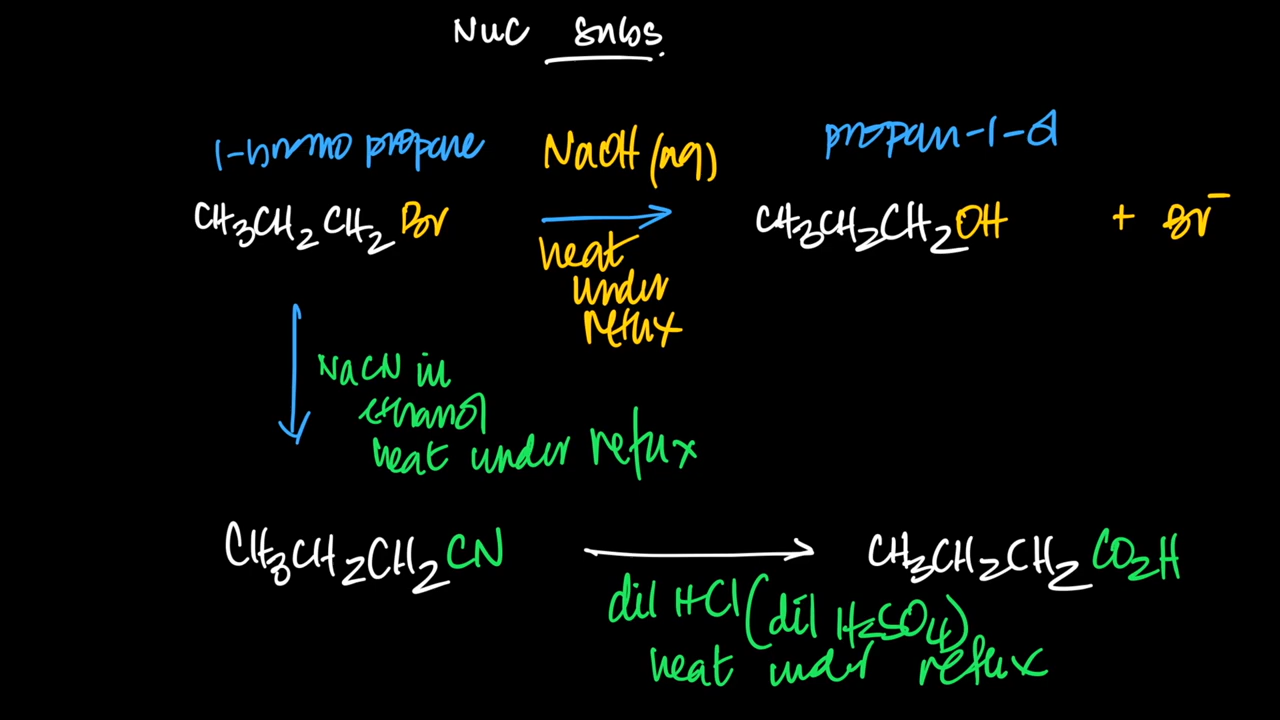 Nuc Subs.
1-bromo propane NaOH (aq) propan-1-ol
CH3CH2CH2Br CH3CH2CH2OH + Br⁻
heat
under
reflux
NaCN in
ethanol
heat under reflux
CH3CH2CH2CN CH3CH2CH2CO2H
dil HCl (dil H2SO4)
heat under reflux